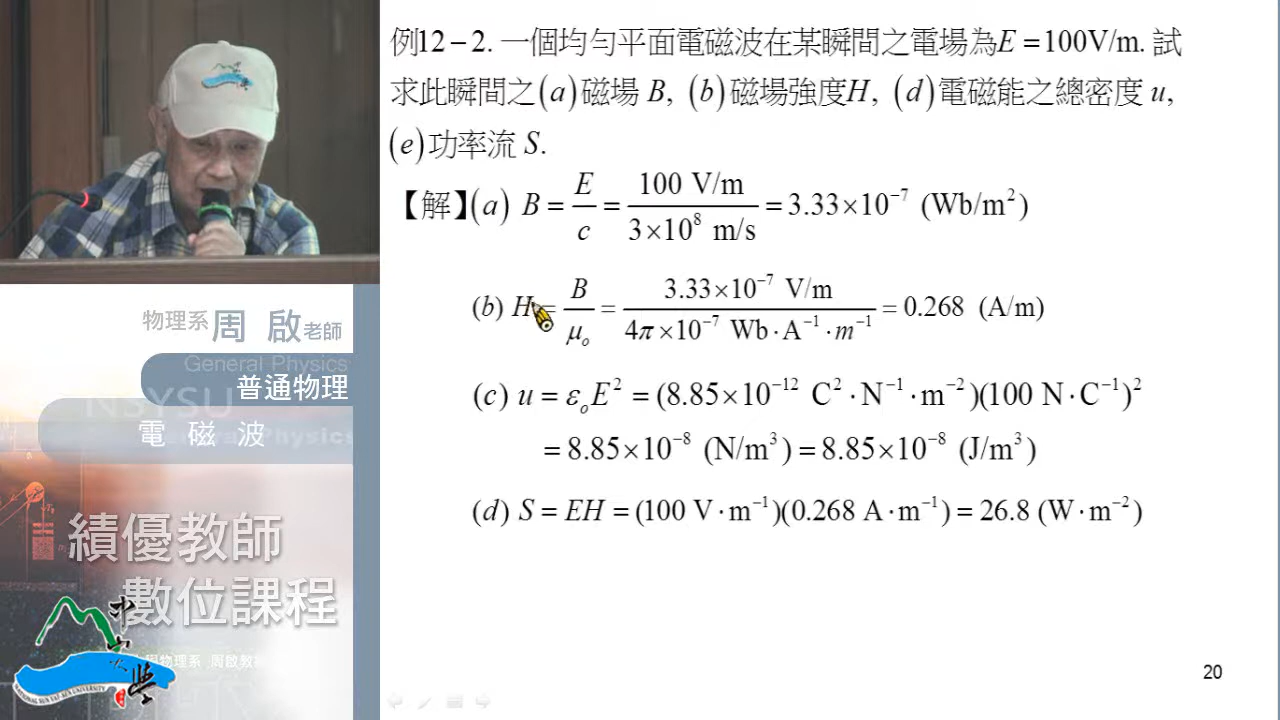 例12−2. 一個均勻平面電磁波在某瞬間之電場為E = 100V/m. 試
求此瞬間之(a)磁場 B, (b)磁場強度H, (d)電磁能之總密度 u,
(e)功率流 S.
【解】(a) B = E/c = 100 V/m / 3×10⁸ m/s = 3.33×10⁻⁷ (Wb/m²)
(b) H = B/μₒ = 3.33×10⁻⁷ V/m / 4π×10⁻⁷ Wb·A⁻¹·m⁻¹ = 0.268 (A/m)
(c) u = εₒE² = (8.85×10⁻¹² C²·N⁻¹·m⁻²)(100 N·C⁻¹)²
= 8.85×10⁻⁸ (N/m³) = 8.85×10⁻⁸ (J/m³)
(d) S = EH = (100 V·m⁻¹)(0.268 A·m⁻¹) = 26.8 (W·m⁻²)
20
物理系周 啟老師
General Physics
NSYSU
普通物理
電 磁 波
績優教師
數位課程